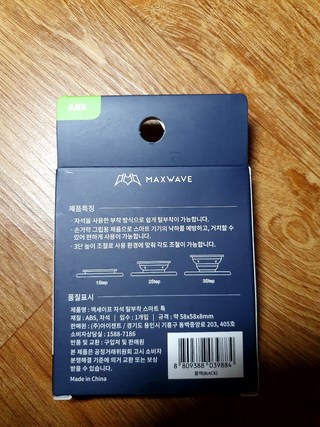 ABS
MAXWAVE
제품특징
· 자석을 사용한 부착 방식으로 쉽게 탈부착이 가능합니다.
· 손가락 그립용 제품으로 스마트 기기의 낙하를 예방하고, 거치할 수
있어 편하게 사용이 가능합니다.
· 3단 높이 조절로 사용 환경에 맞춰 각도 조절이 가능합니다.
1Step 2Step 3Step
품질표시
제품명 : 맥세이프 자석 탈부착 스마트 톡
재질 : ABS, 자석 | 입수 : 1개입 | 규격 : 약 58x58x8mm
판매원 : (주)아이젠트 / 경기도 용인시 기흥구 동백중앙로 203, 405호
소비자상담실 : 1588-7186
반품 및 교환 : 구입처 및 판매원
본 제품은 공정거래위원회 고시 소비자
분쟁해결 기준에 의거 교환 또는 보상
받을 수 있습니다.
Made in China
8 809388 039884
블랙(BLACK)